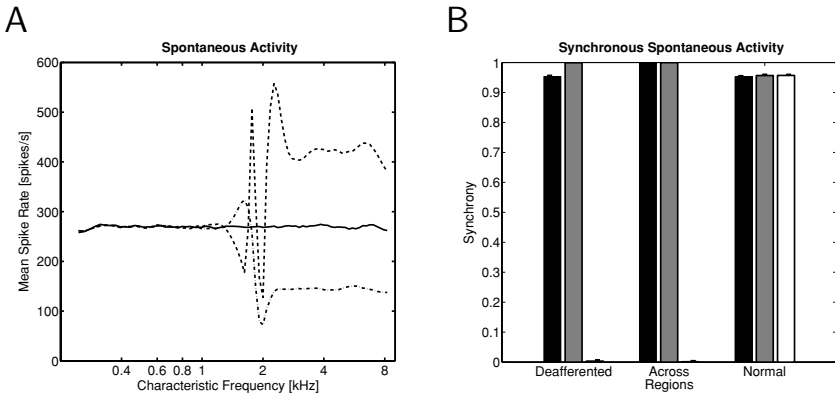 A
Spontaneous Activity
600
500
400
300
200
100
0
Mean Spike Rate [spikes/s]
0.4 0.6 0.8 1 2 4 8
Characteristic Frequency [kHz]
B
Synchronous Spontaneous Activity
1
0.9
0.8
0.7
0.6
0.5
0.4
0.3
0.2
0.1
0
Synchrony
Deafferented Across Normal
Regions